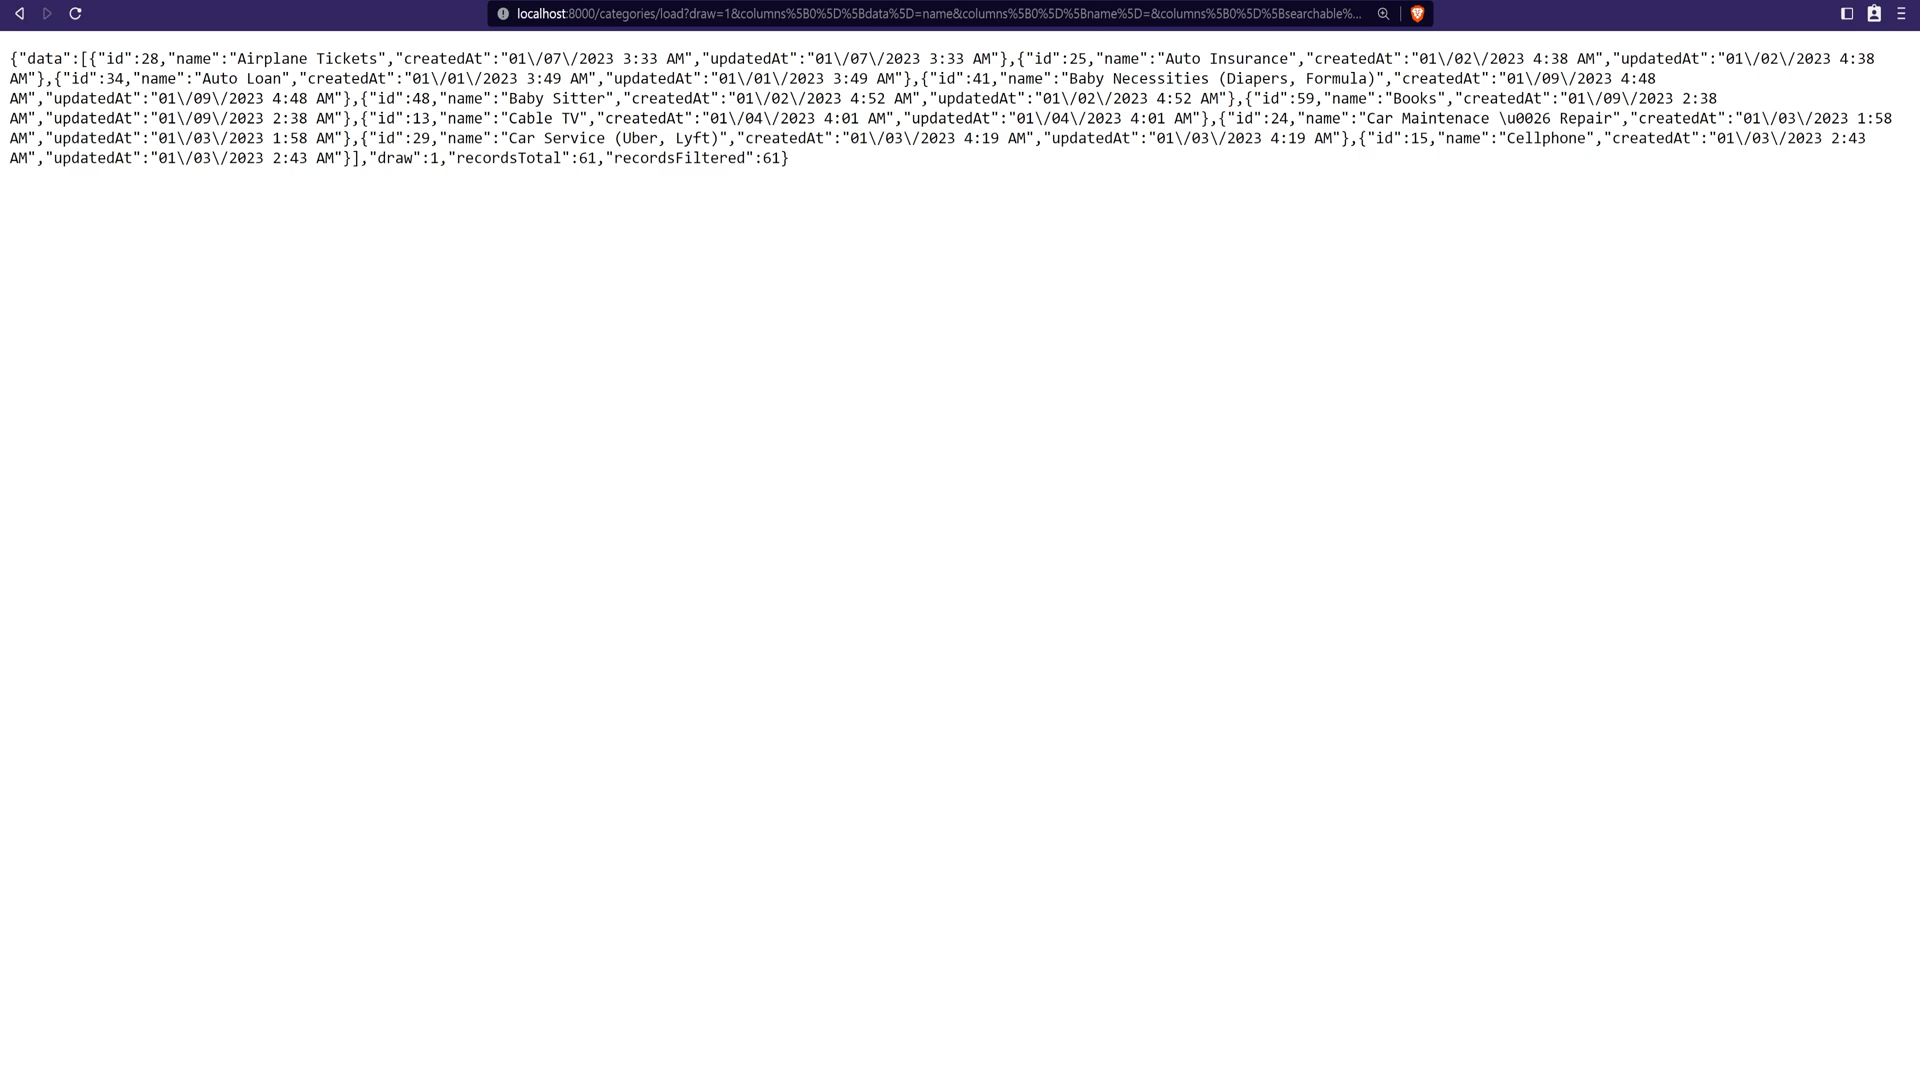 localhost:8000/categories/load?draw=1&columns%5B0%5D%5Bdata%5D=name&columns%5B0%5D%5Bname%5D=&columns%5B0%5D%5Bsearchable%...
{"data":[{"id":28,"name":"Airplane Tickets","createdAt":"01\/07\/2023 3:33 AM","updatedAt":"01\/07\/2023 3:33 AM"},{"id":25,"name":"Auto Insurance","createdAt":"01\/02\/2023 4:38 AM","updatedAt":"01\/02\/2023 4:38
AM"},{"id":34,"name":"Auto Loan","createdAt":"01\/01\/2023 3:49 AM","updatedAt":"01\/01\/2023 3:49 AM"},{"id":41,"name":"Baby Necessities (Diapers, Formula)","createdAt":"01\/09\/2023 4:48
AM","updatedAt":"01\/09\/2023 4:48 AM"},{"id":48,"name":"Baby Sitter","createdAt":"01\/02\/2023 4:52 AM","updatedAt":"01\/02\/2023 4:52 AM"},{"id":59,"name":"Books","createdAt":"01\/09\/2023 2:38
AM","updatedAt":"01\/09\/2023 2:38 AM"},{"id":13,"name":"Cable TV","createdAt":"01\/04\/2023 4:01 AM","updatedAt":"01\/04\/2023 4:01 AM"},{"id":24,"name":"Car Maintenace \u0026 Repair","createdAt":"01\/03\/2023 1:58
AM","updatedAt":"01\/03\/2023 1:58 AM"},{"id":29,"name":"Car Service (Uber, Lyft)","createdAt":"01\/03\/2023 4:19 AM","updatedAt":"01\/03\/2023 4:19 AM"},{"id":15,"name":"Cellphone","createdAt":"01\/03\/2023 2:43
AM","updatedAt":"01\/03\/2023 2:43 AM"}],"draw":1,"recordsTotal":61,"recordsFiltered":61}